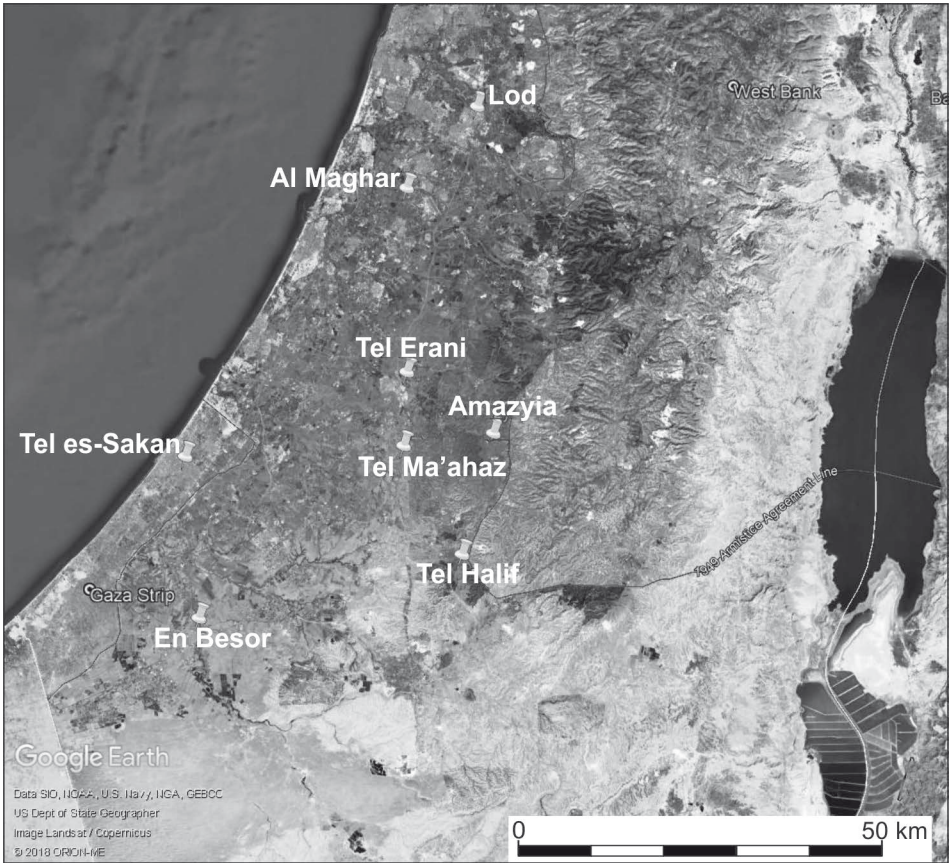 Lod
West Bank
Ba
Al Maghar
Tel Erani
Amazyia
Tel es-Sakan
Tel Ma'ahaz
1949 Armistice Agreement Line
Tel Halif
Gaza Strip
En Besor
Google Earth
Data SIO, NOAA, U.S. Navy, NGA, GEBCO
US Dept of State Geographer
Image Landsat / Copernicus
© 2018 ORION-ME
0 50 km